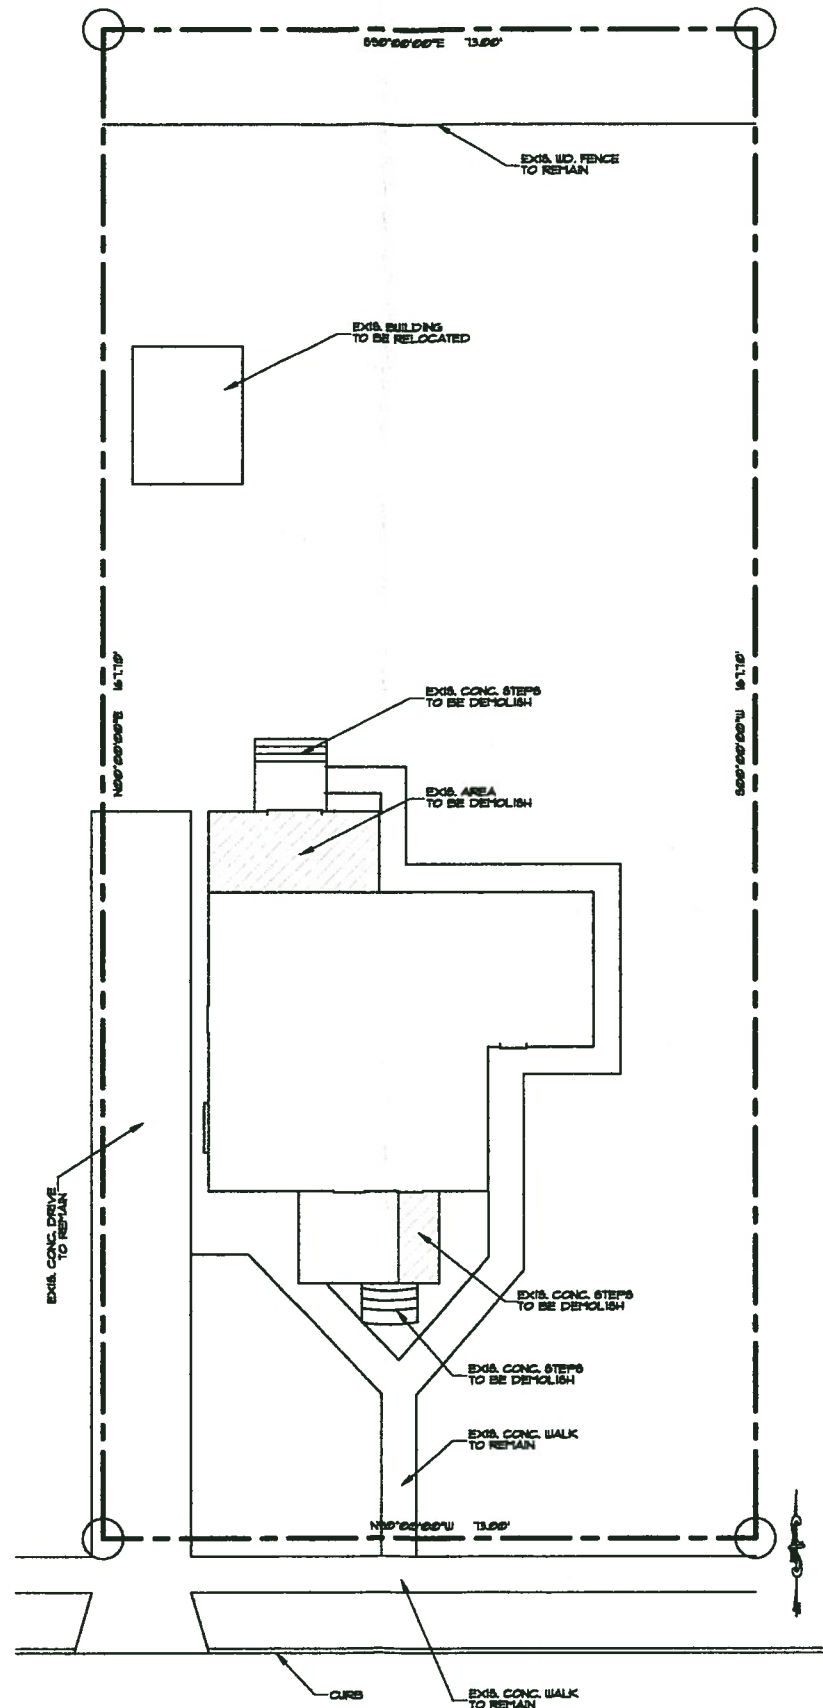 S90°00'00"E 73.00'
EXIS. WD. FENCE
TO REMAIN
EXIS. BUILDING
TO BE RELOCATED
N00°00'00"E 167.70'
S00°00'00"W 167.70'
EXIS. CONC. STEPS
TO BE DEMOLISH
EXIS. AREA
TO BE DEMOLISH
EXIS. CONC. DRIVE
TO REMAIN
EXIS. CONC. STEPS
TO BE DEMOLISH
EXIS. CONC. STEPS
TO BE DEMOLISH
EXIS. CONC. WALK
TO REMAIN
N90°00'00"W 73.00'
CURB
EXIS. CONC. WALK
TO REMAIN